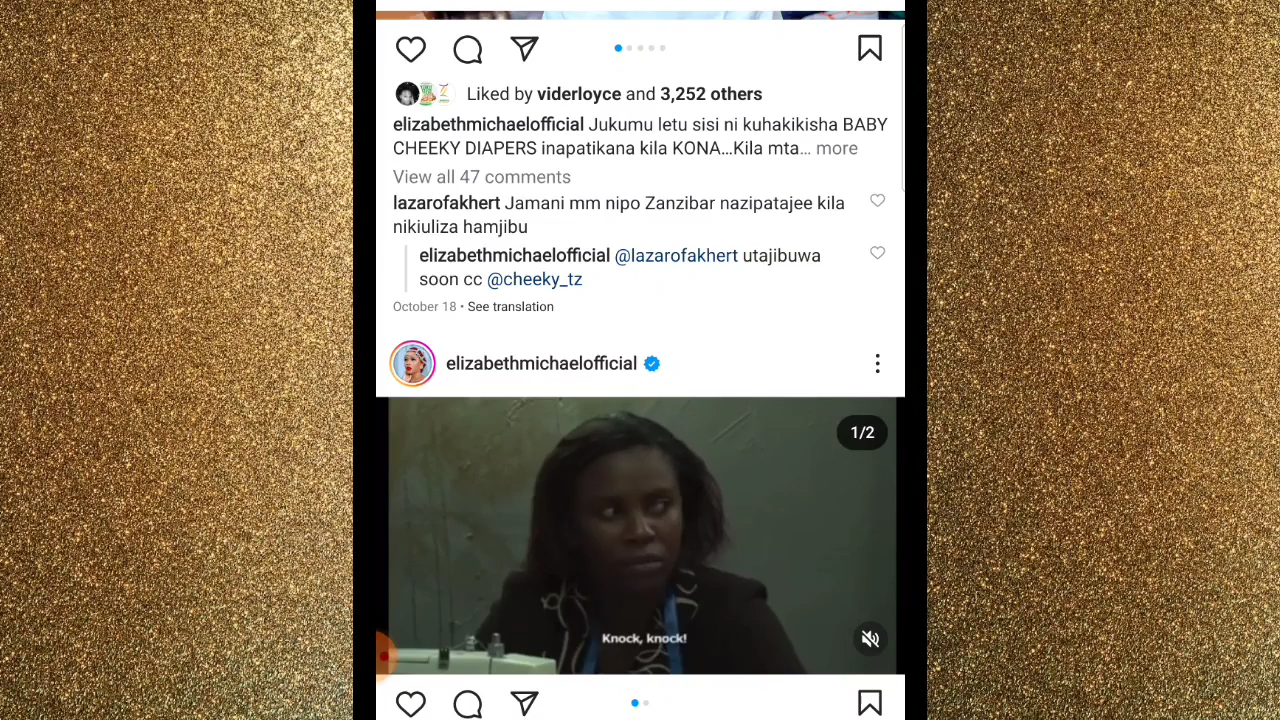 Liked by viderloyce and 3,252 others
elizabethmichaelofficial Jukumu letu sisi ni kuhakikisha BABY
CHEEKY DIAPERS inapatikana kila KONA...Kila mta... more
View all 47 comments
lazarofakhert Jamani mm nipo Zanzibar nazipatajee kila
nikiuliza hamjibu
elizabethmichaelofficial @lazarofakhert utajibuwa
soon cc @cheeky_tz
October 18 • See translation
elizabethmichaelofficial
1/2
Knock, knock!